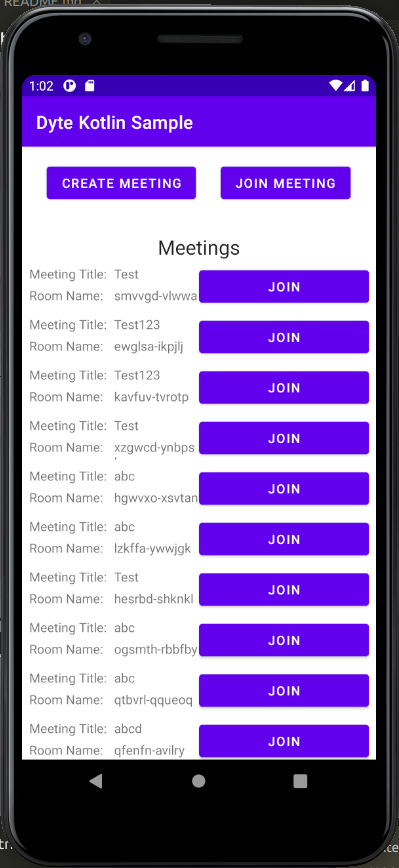 README.md
1:02
Dyte Kotlin Sample
CREATE MEETING JOIN MEETING
Meetings
Meeting Title: Test
Room Name: smvvgd-vlwwa
JOIN
Meeting Title: Test123
Room Name: ewglsa-ikpjlj
JOIN
Meeting Title: Test123
Room Name: kavfuv-tvrotp
JOIN
Meeting Title: Test
Room Name: xzgwcd-ynbps
JOIN
Meeting Title: abc
Room Name: hgwvxo-xsvtan
JOIN
Meeting Title: abc
Room Name: lzkffa-ywwjgk
JOIN
Meeting Title: Test
Room Name: hesrbd-shknkl
JOIN
Meeting Title: abc
Room Name: ogsmth-rbbfby
JOIN
Meeting Title: abc
Room Name: qtbvrl-qqueoq
JOIN
Meeting Title: abcd
Room Name: qfenfn-avilry
JOIN